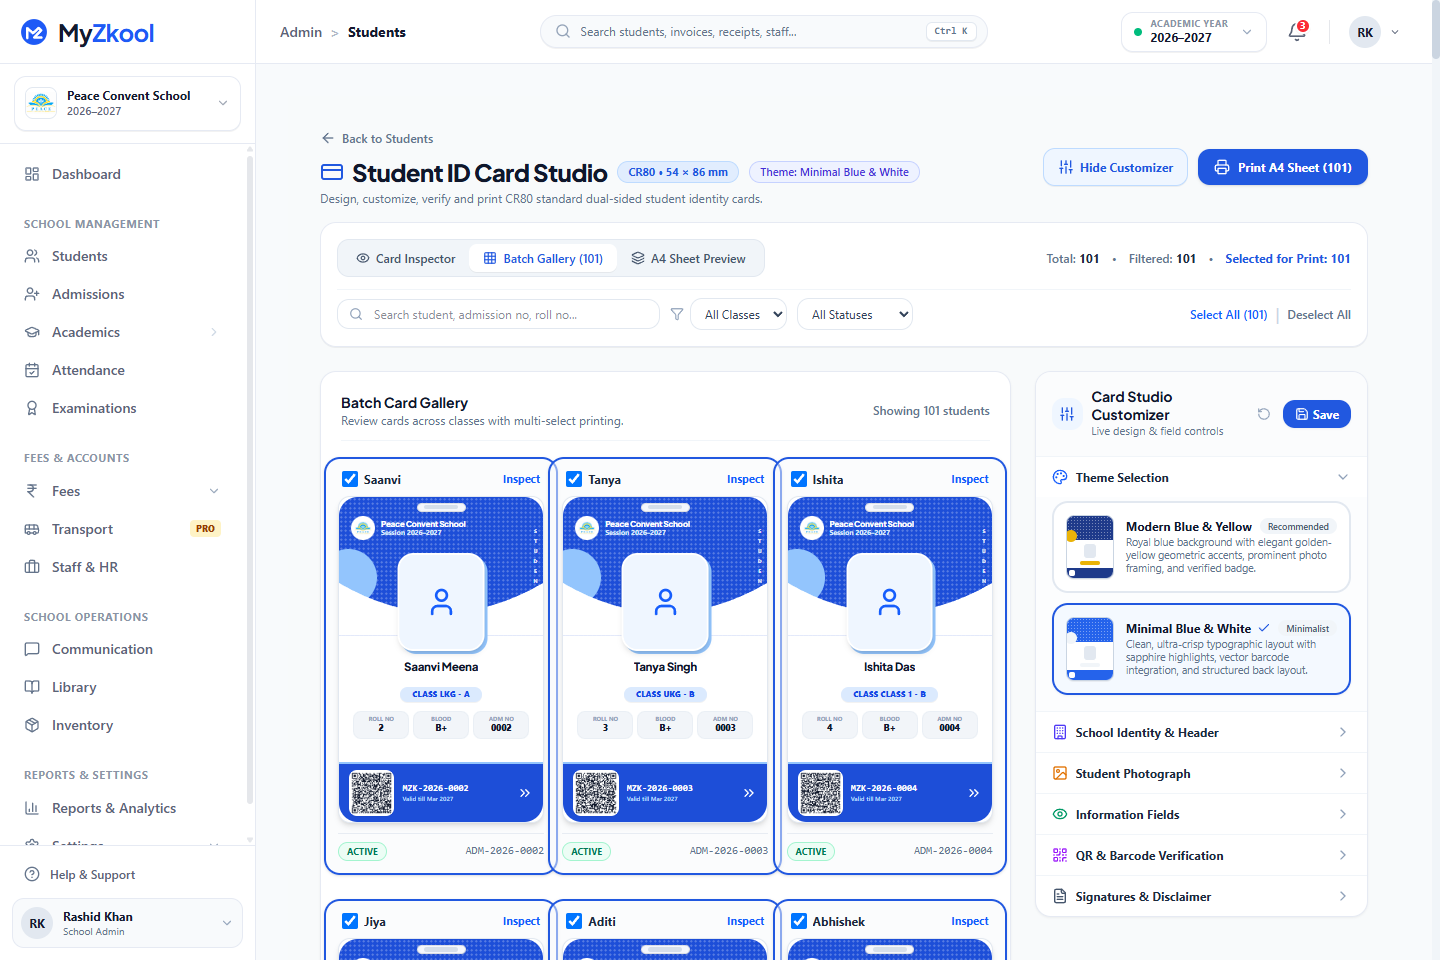 MyZkool
Admin > Students
Search students, invoices, receipts, staff...
Ctrl K
ACADEMIC YEAR
2026–2027
3
RK
Peace Convent School
2026–2027
Dashboard
SCHOOL MANAGEMENT
Students
Admissions
Academics
Attendance
Examinations
FEES & ACCOUNTS
Fees
Transport PRO
Staff & HR
SCHOOL OPERATIONS
Communication
Library
Inventory
REPORTS & SETTINGS
Reports & Analytics
Settings
Help & Support
RK
Rashid Khan
School Admin
Back to Students
Student ID Card Studio
CR80 • 54 × 86 mm
Theme: Minimal Blue & White
Design, customize, verify and print CR80 standard dual-sided student identity cards.
Hide Customizer
Print A4 Sheet (101)
Card Inspector
Batch Gallery (101)
A4 Sheet Preview
Total: 101 • Filtered: 101 • Selected for Print: 101
Search student, admission no, roll no...
All Classes
All Statuses
Select All (101) | Deselect All
Batch Card Gallery
Review cards across classes with multi-select printing.
Showing 101 students
Saanvi Inspect
Peace Convent School
Session 2026–2027
STUDEN
Saanvi Meena
CLASS LKG - A
ROLL NO BLOOD ADM NO
2 B+ 0002
MZK-2026-0002
Valid till Mar 2027
ACTIVE ADM-2026-0002
Tanya Inspect
Peace Convent School
Session 2026–2027
STUDEN
Tanya Singh
CLASS UKG - B
ROLL NO BLOOD ADM NO
3 B+ 0003
MZK-2026-0003
Valid till Mar 2027
ACTIVE ADM-2026-0003
Ishita Inspect
Peace Convent School
Session 2026–2027
STUDEN
Ishita Das
CLASS CLASS 1 - B
ROLL NO BLOOD ADM NO
4 B+ 0004
MZK-2026-0004
Valid till Mar 2027
ACTIVE ADM-2026-0004
Jiya Inspect
Aditi Inspect
Abhishek Inspect
Card Studio
Customizer
Live design & field controls
Save
Theme Selection
Modern Blue & Yellow Recommended
Royal blue background with elegant golden-
yellow geometric accents, prominent photo
framing, and verified badge.
Minimal Blue & White Minimalist
Clean, ultra-crisp typographic layout with
sapphire highlights, vector barcode
integration, and structured back layout.
School Identity & Header
Student Photograph
Information Fields
QR & Barcode Verification
Signatures & Disclaimer